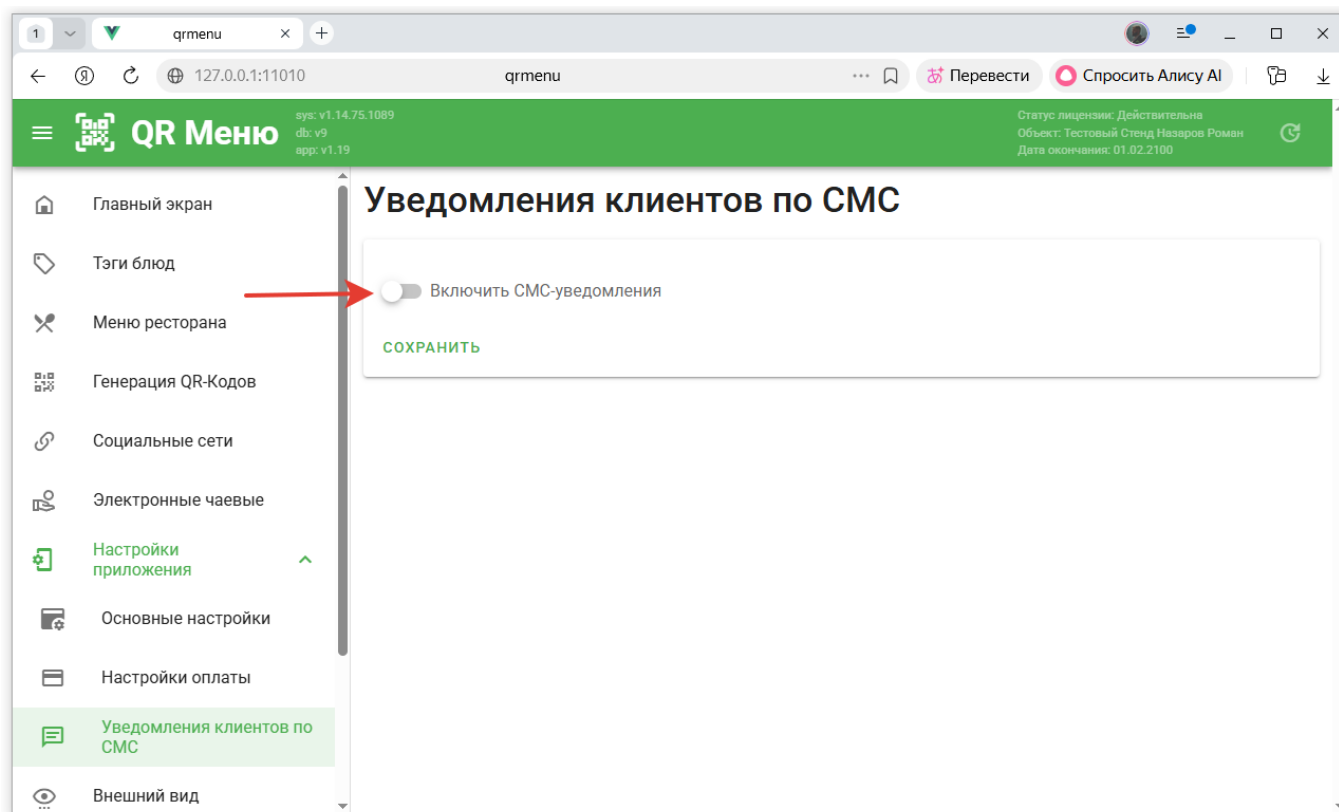 1
qrmenu
127.0.0.1:11010
qrmenu
Перевести
Спросить Алису AI
QR Меню
sys: v1.14.75.1089
db: v9
app: v1.19
Статус лицензии: Действительна
Объект: Тестовый Стенд Назаров Роман
Дата окончания: 01.02.2100
Главный экран
Тэги блюд
Меню ресторана
Генерация QR-Кодов
Социальные сети
Электронные чаевые
Настройки
приложения
Основные настройки
Настройки оплаты
Уведомления клиентов по
СМС
Внешний вид
Уведомления клиентов по СМС
Включить СМС-уведомления
СОХРАНИТЬ